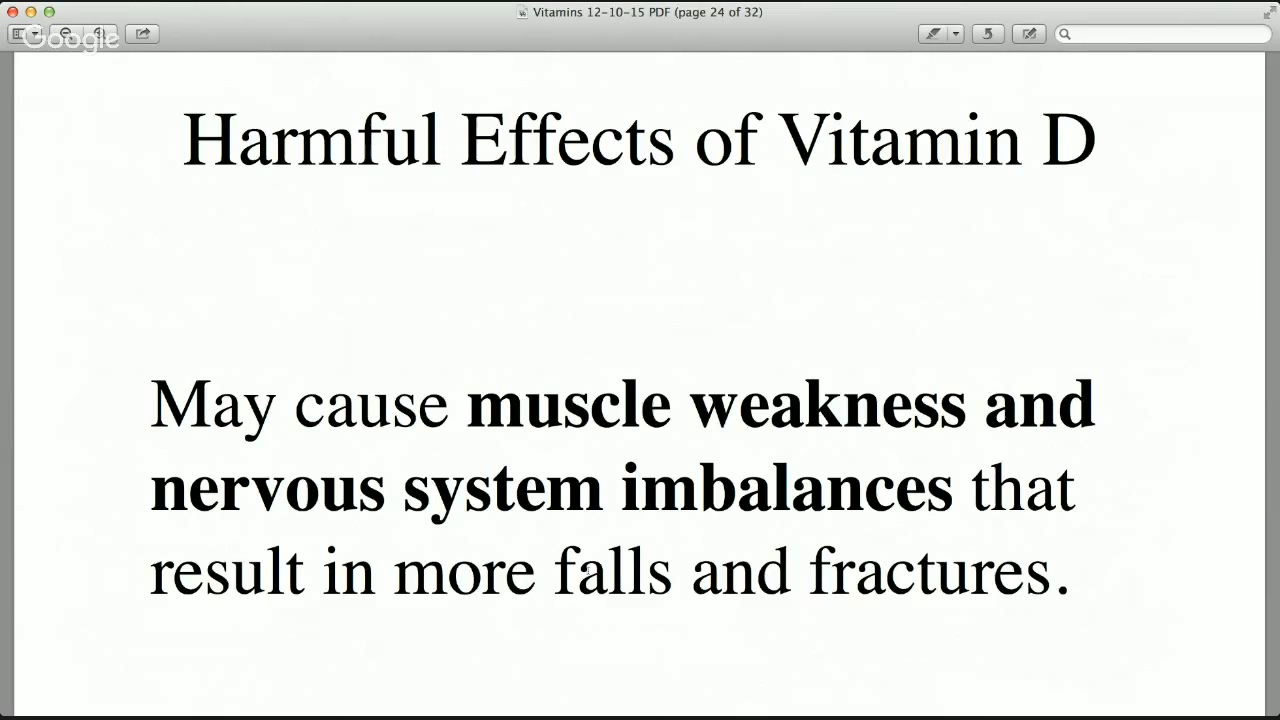 Vitamins 12-10-15 PDF (page 24 of 32)
Google
Harmful Effects of Vitamin D
May cause muscle weakness and
nervous system imbalances that
result in more falls and fractures.